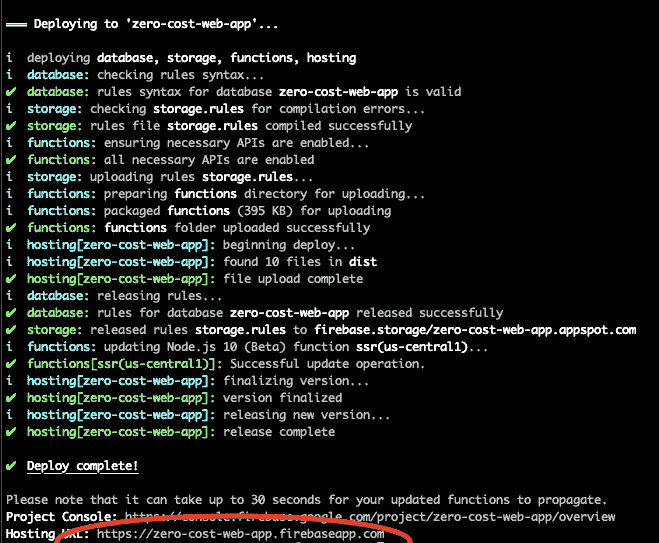 === Deploying to 'zero-cost-web-app'...
i deploying database, storage, functions, hosting
i database: checking rules syntax...
✔ database: rules syntax for database zero-cost-web-app is valid
i storage: checking storage.rules for compilation errors...
✔ storage: rules file storage.rules compiled successfully
i functions: ensuring necessary APIs are enabled...
✔ functions: all necessary APIs are enabled
i storage: uploading rules storage.rules...
i functions: preparing functions directory for uploading...
i functions: packaged functions (395 KB) for uploading
✔ functions: functions folder uploaded successfully
i hosting[zero-cost-web-app]: beginning deploy...
i hosting[zero-cost-web-app]: found 10 files in dist
✔ hosting[zero-cost-web-app]: file upload complete
i database: releasing rules...
✔ database: rules for database zero-cost-web-app released successfully
✔ storage: released rules storage.rules to firebase.storage/zero-cost-web-app.appspot.com
i functions: updating Node.js 10 (Beta) function ssr(us-central1)...
✔ functions[ssr(us-central1)]: Successful update operation.
i hosting[zero-cost-web-app]: finalizing version...
✔ hosting[zero-cost-web-app]: version finalized
i hosting[zero-cost-web-app]: releasing new version...
✔ hosting[zero-cost-web-app]: release complete
✔ Deploy complete!
Please note that it can take up to 30 seconds for your updated functions to propagate.
Project Console: https://console.firebase.google.com/project/zero-cost-web-app/overview
Hosting URL: https://zero-cost-web-app.firebaseapp.com